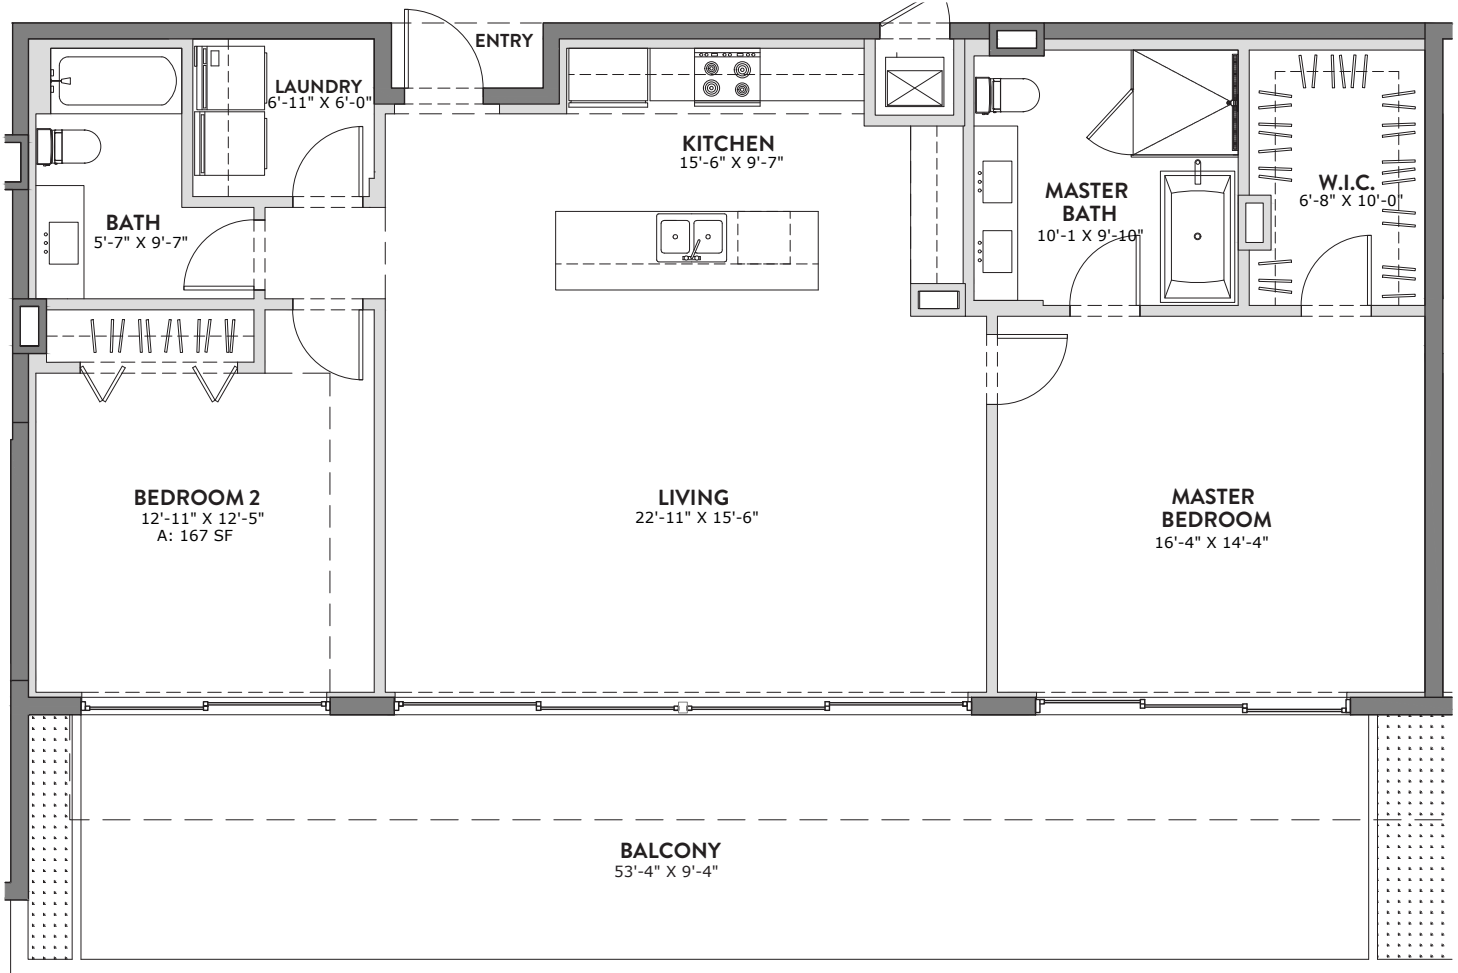 ENTRY
LAUNDRY
6'-11" X 6'-0"
KITCHEN
15'-6" X 9'-7"
W.I.C.
6'-8" X 10'-0"
MASTER
BATH
10'-1 X 9'-10"
BATH
5'-7" X 9'-7"
BEDROOM 2
12'-11" X 12'-5"
A: 167 SF
LIVING
22'-11" X 15'-6"
MASTER
BEDROOM
16'-4" X 14'-4"
BALCONY
53'-4" X 9'-4"